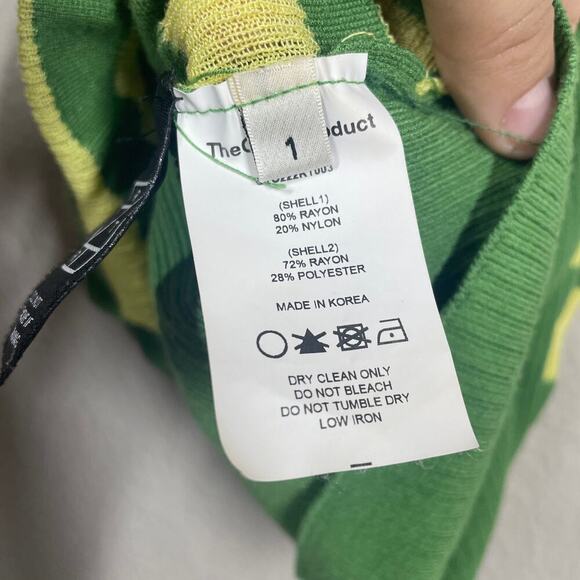 1
(SHELL1)
80% RAYON
20% NYLON
(SHELL2)
72% RAYON
28% POLYESTER
MADE IN KOREA
DRY CLEAN ONLY
DO NOT BLEACH
DO NOT TUMBLE DRY
LOW IRON